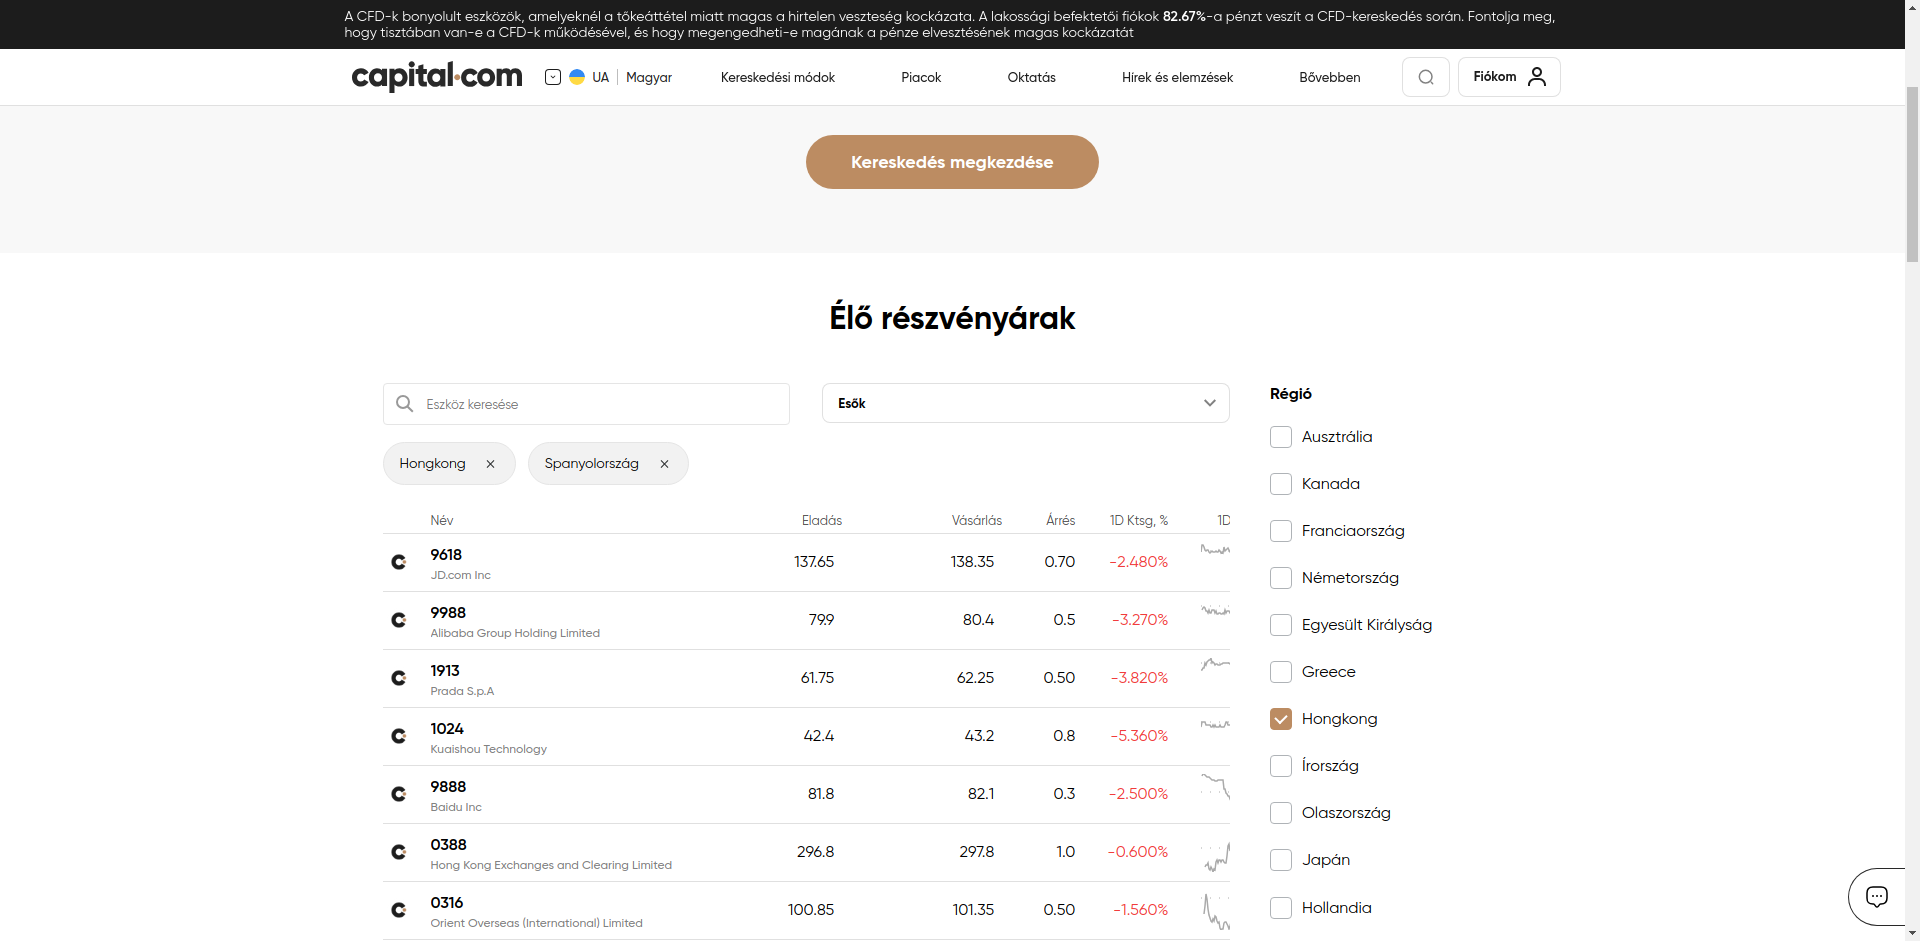 A CFD-k bonyolult eszközök, amelyeknél a tőkeáttétel miatt magas a hirtelen veszteség kockázata. A lakossági befektetői fiókok 82.67%-a pénzt veszít a CFD-kereskedés során. Fontolja meg,
hogy tisztában van-e a CFD-k működésével, és hogy megengedheti-e magának a pénze elvesztésének magas kockázatát
capital.com UA Magyar Kereskedési módok Piacok Oktatás Hírek és elemzések Bővebben Fiókom
Kereskedés megkezdése
Élő részvényárak
Eszköz keresése Esők
Hongkong Spanyolország
Név Eladás Vásárlás Árrés 1D Ktsg, % 1D
9618 137.65 138.35 0.70 -2.480%
JD.com Inc
9988 79.9 80.4 0.5 -3.270%
Alibaba Group Holding Limited
1913 61.75 62.25 0.50 -3.820%
Prada S.p.A
1024 42.4 43.2 0.8 -5.360%
Kuaishou Technology
9888 81.8 82.1 0.3 -2.500%
Baidu Inc
0388 296.8 297.8 1.0 -0.600%
Hong Kong Exchanges and Clearing Limited
0316 100.85 101.35 0.50 -1.560%
Orient Overseas (International) Limited
Régió
Ausztrália
Kanada
Franciaország
Németország
Egyesült Királyság
Greece
Hongkong
Írország
Olaszország
Japán
Hollandia